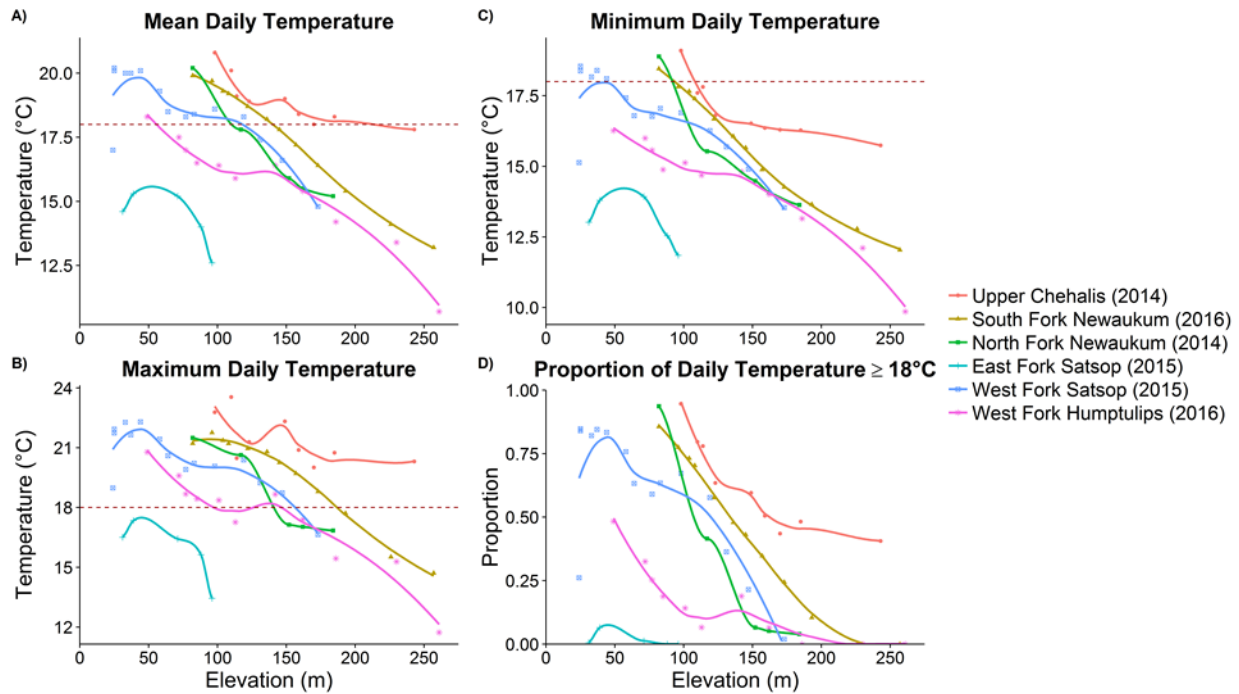 A)
Mean Daily Temperature
Temperature (°C)
20.0
17.5
15.0
12.5
0
50
100
150
200
250
C)
Minimum Daily Temperature
Temperature (°C)
17.5
15.0
12.5
10.0
0
50
100
150
200
250
B)
Maximum Daily Temperature
Temperature (°C)
24
21
18
15
12
0
50
100
150
200
250
Elevation (m)
D)
Proportion of Daily Temperature ≥ 18°C
Proportion
1.00
0.75
0.50
0.25
0.00
0
50
100
150
200
250
Elevation (m)
Upper Chehalis (2014)
South Fork Newaukum (2016)
North Fork Newaukum (2014)
East Fork Satsop (2015)
West Fork Satsop (2015)
West Fork Humptulips (2016)